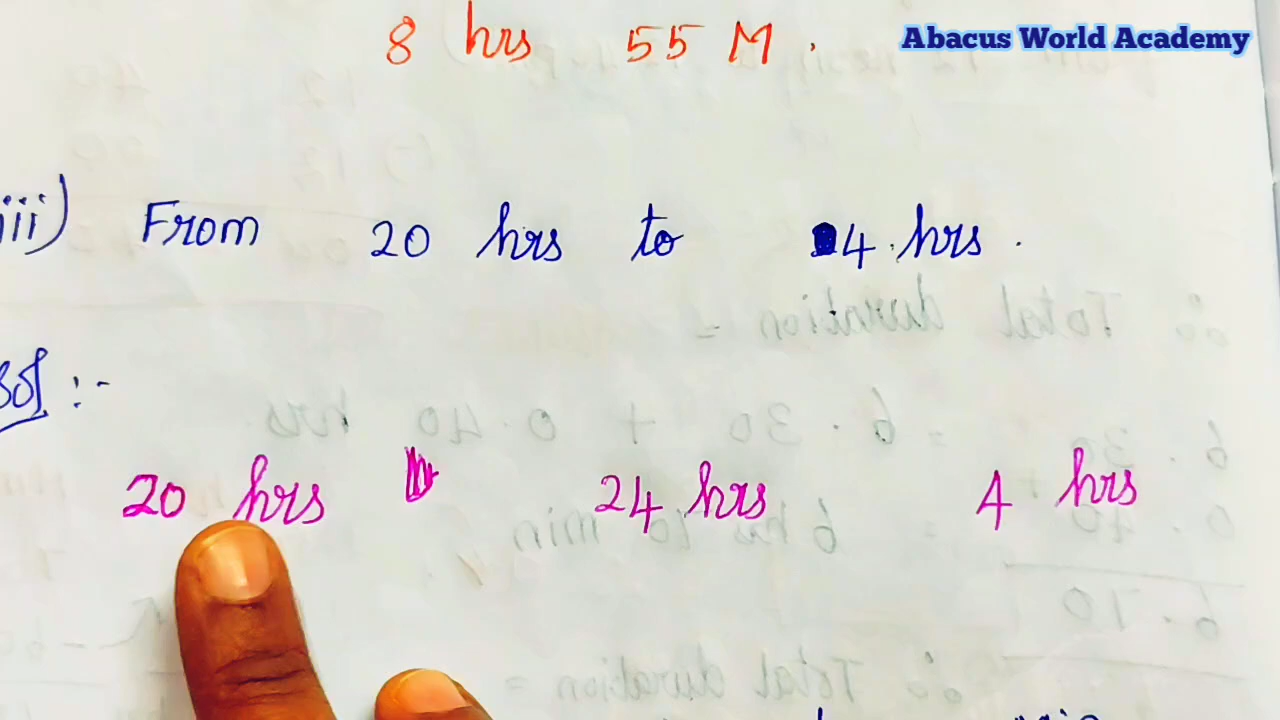 8 hrs 55 M.
Abacus World Academy
iii) From 20 hrs to 4 hrs.
Sol :-
20 hrs 24 hrs 4 hrs